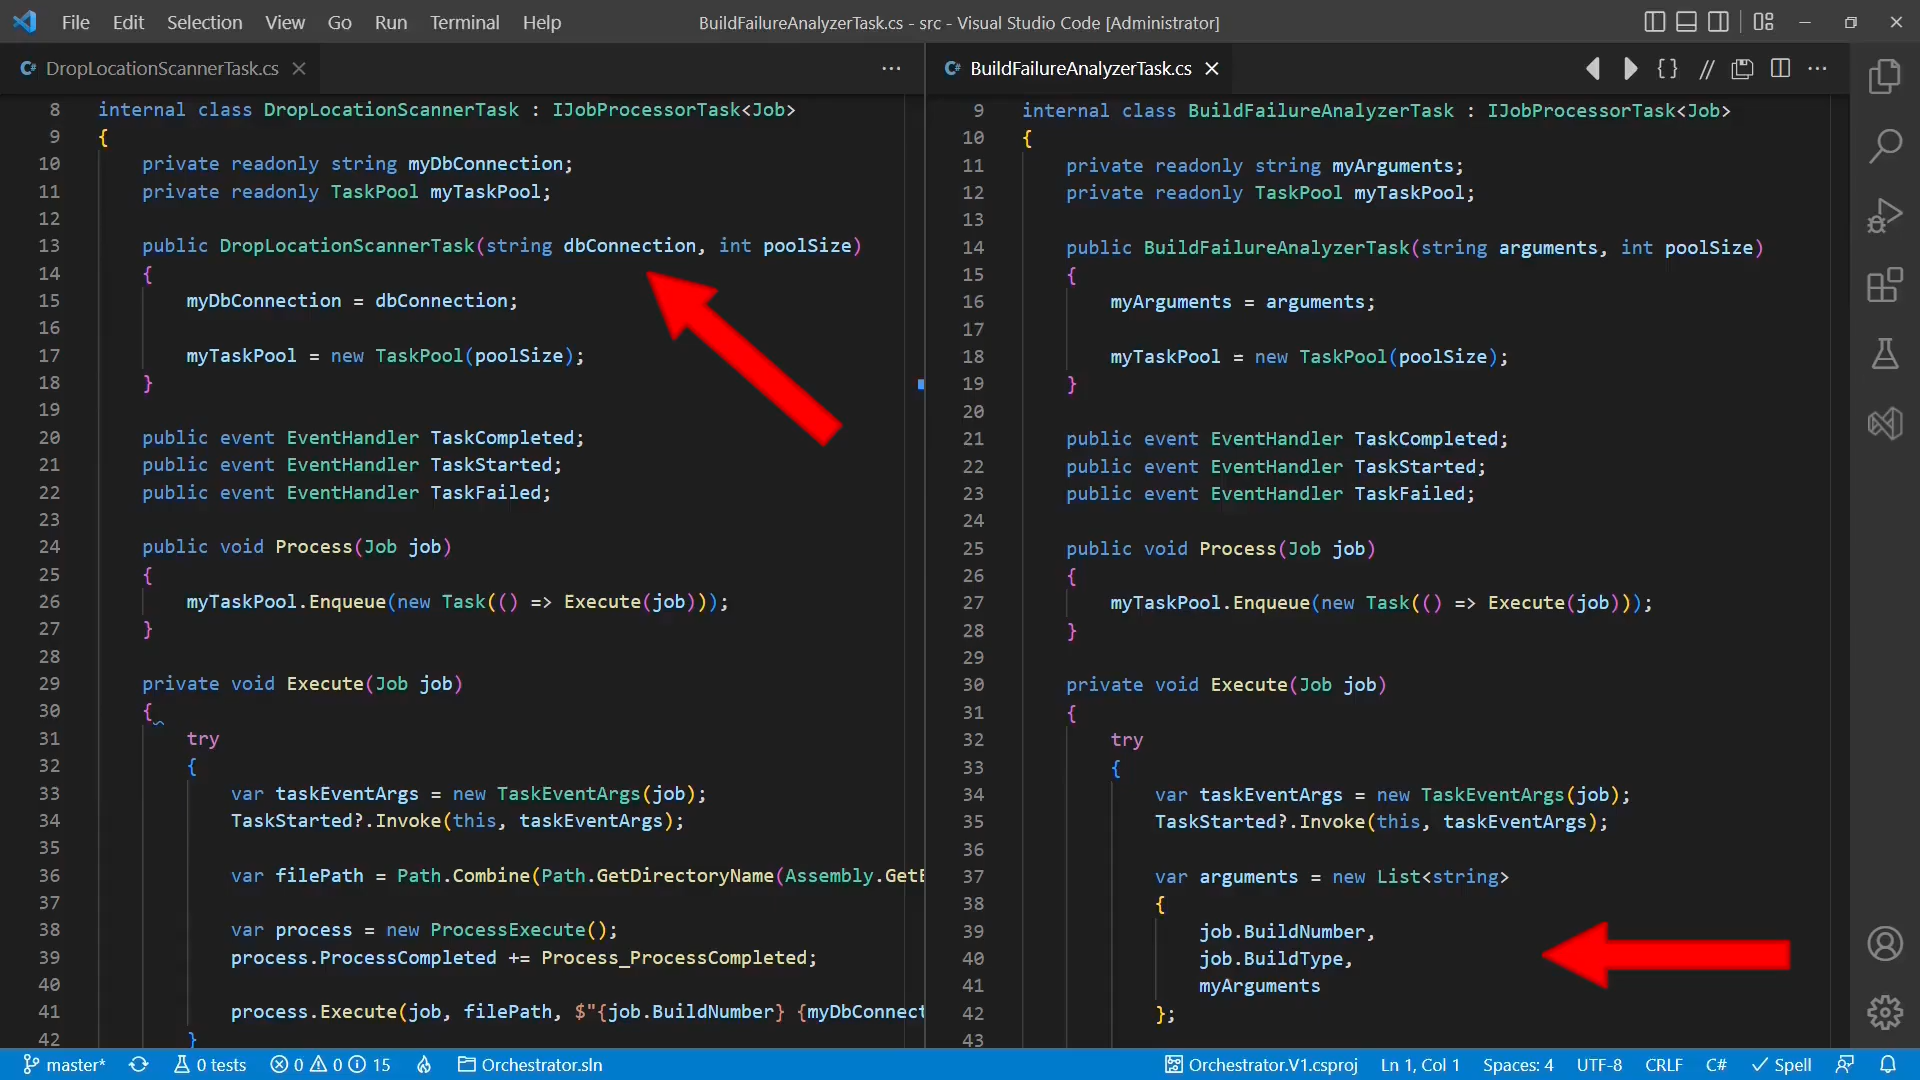 File Edit Selection View Go Run Terminal Help
BuildFailureAnalyzerTask.cs - src - Visual Studio Code [Administrator]
C# DropLocationScannerTask.cs
8 internal class DropLocationScannerTask : IJobProcessorTask<Job>
9 {
10 private readonly string myDbConnection;
11 private readonly TaskPool myTaskPool;
12
13 public DropLocationScannerTask(string dbConnection, int poolSize)
14 {
15 myDbConnection = dbConnection;
16
17 myTaskPool = new TaskPool(poolSize);
18 }
19
20 public event EventHandler TaskCompleted;
21 public event EventHandler TaskStarted;
22 public event EventHandler TaskFailed;
23
24 public void Process(Job job)
25 {
26 myTaskPool.Enqueue(new Task(() => Execute(job)));
27 }
28
29 private void Execute(Job job)
30 {
31 try
32 {
33 var taskEventArgs = new TaskEventArgs(job);
34 TaskStarted?.Invoke(this, taskEventArgs);
35
36 var filePath = Path.Combine(Path.GetDirectoryName(Assembly.GetE
37
38 var process = new ProcessExecute();
39 process.ProcessCompleted += Process_ProcessCompleted;
40
41 process.Execute(job, filePath, $"{job.BuildNumber} {myDbConnect
42 }
C# BuildFailureAnalyzerTask.cs
9 internal class BuildFailureAnalyzerTask : IJobProcessorTask<Job>
10 {
11 private readonly string myArguments;
12 private readonly TaskPool myTaskPool;
13
14 public BuildFailureAnalyzerTask(string arguments, int poolSize)
15 {
16 myArguments = arguments;
17
18 myTaskPool = new TaskPool(poolSize);
19 }
20
21 public event EventHandler TaskCompleted;
22 public event EventHandler TaskStarted;
23 public event EventHandler TaskFailed;
24
25 public void Process(Job job)
26 {
27 myTaskPool.Enqueue(new Task(() => Execute(job)));
28 }
29
30 private void Execute(Job job)
31 {
32 try
33 {
34 var taskEventArgs = new TaskEventArgs(job);
35 TaskStarted?.Invoke(this, taskEventArgs);
36
37 var arguments = new List<string>
38 {
39 job.BuildNumber,
40 job.BuildType,
41 myArguments
42 };
43
master* 0 tests 0 0 15 Orchestrator.sln
Orchestrator.V1.csproj Ln 1, Col 1 Spaces: 4 UTF-8 CRLF C# Spell